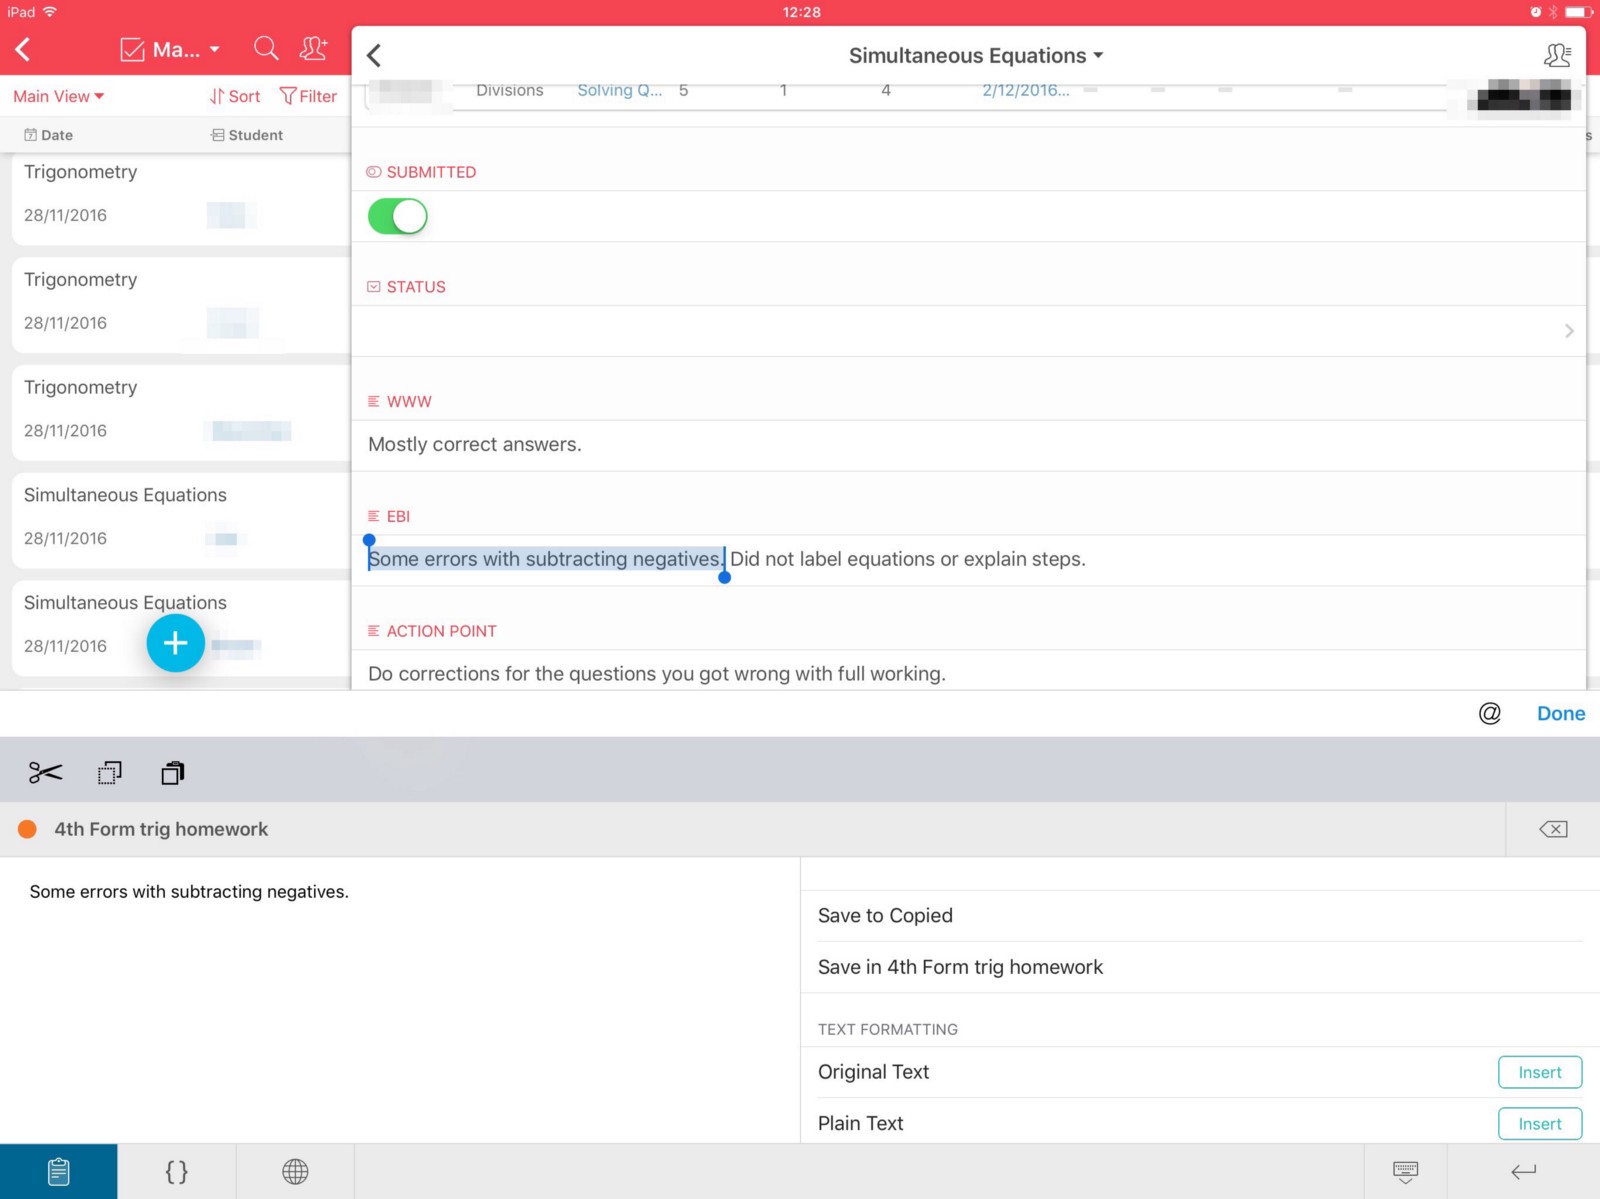 iPad
12:28
Ma...
Main View
Sort
Filter
Date
Student
Trigonometry
28/11/2016
Trigonometry
28/11/2016
Trigonometry
28/11/2016
Simultaneous Equations
28/11/2016
Simultaneous Equations
28/11/2016
Simultaneous Equations
Divisions Solving Q... 5 1 4 2/12/2016...
s
SUBMITTED
STATUS
WWW
Mostly correct answers.
EBI
Some errors with subtracting negatives. Did not label equations or explain steps.
ACTION POINT
Do corrections for the questions you got wrong with full working.
@ Done
4th Form trig homework
Some errors with subtracting negatives.
Save to Copied
Save in 4th Form trig homework
TEXT FORMATTING
Original Text Insert
Plain Text Insert
{}